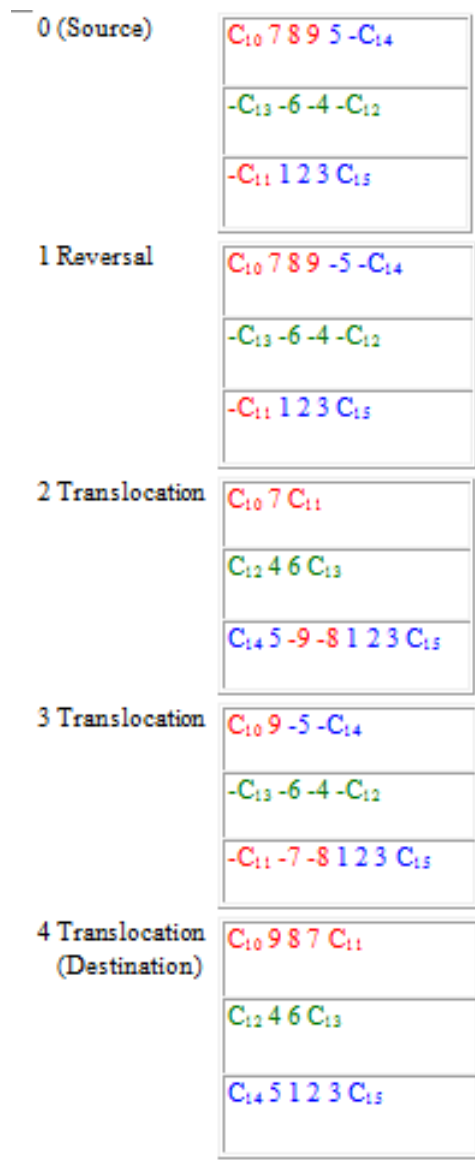 0 (Source)
C₁₀ 7 8 9 5 -C₁₄
-C₁₃ -6 -4 -C₁₂
-C₁₁ 1 2 3 C₁₅
1 Reversal
C₁₀ 7 8 9 -5 -C₁₄
-C₁₃ -6 -4 -C₁₂
-C₁₁ 1 2 3 C₁₅
2 Translocation
C₁₀ 7 C₁₁
C₁₂ 4 6 C₁₃
C₁₄ 5 -9 -8 1 2 3 C₁₅
3 Translocation
C₁₀ 9 -5 -C₁₄
-C₁₃ -6 -4 -C₁₂
-C₁₁ -7 -8 1 2 3 C₁₅
4 Translocation
(Destination)
C₁₀ 9 8 7 C₁₁
C₁₂ 4 6 C₁₃
C₁₄ 5 1 2 3 C₁₅